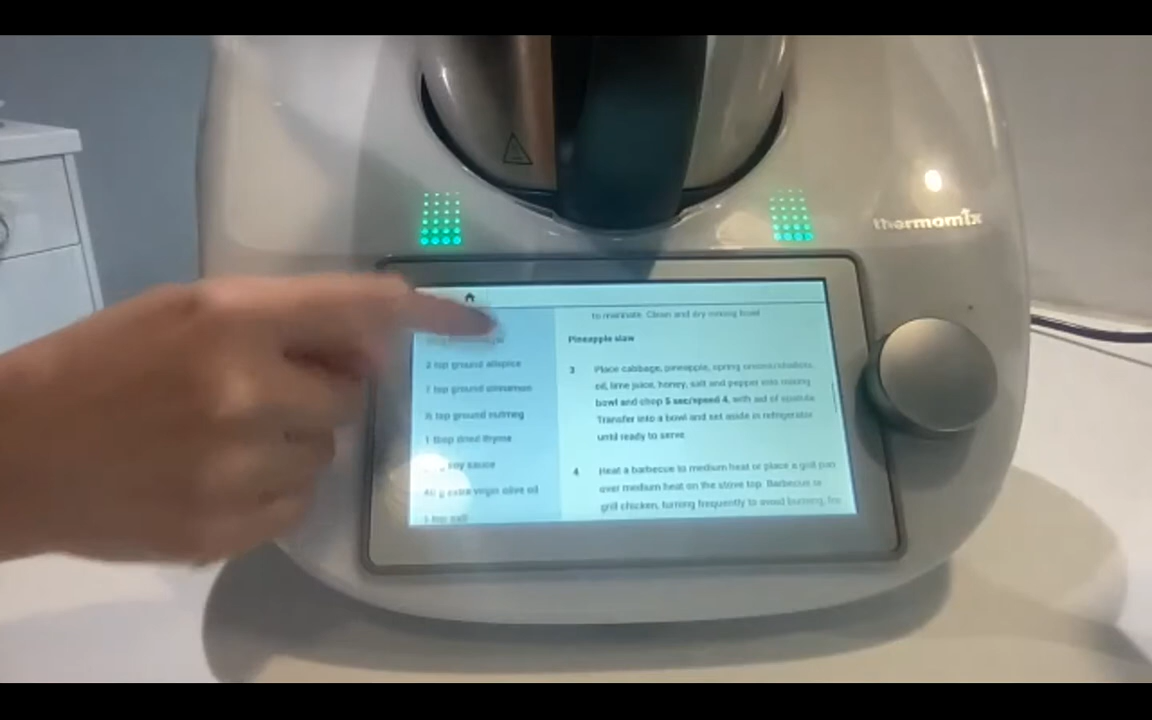 thermomix
to marinate. Clean and dry mixing bowl
Pineapple slaw
2 tsp ground allspice
3 Place cabbage, pineapple, spring onions/shallots,
tsp ground cinnamon
oil, lime juice, honey, salt and pepper into mixing
bowl and chop 5 sec/speed 4, with aid of spatula.
tsp ground nutmeg
Transfer into a bowl and set aside in refrigerator
1 tbsp dried thyme
until ready to serve.
soy sauce
4 Heat a barbecue to medium heat or place a grill pan
40 g extra virgin olive oil
over medium heat on the stove top. Barbecue or
grill chicken, turning frequently to avoid burning, for
1 tsp salt